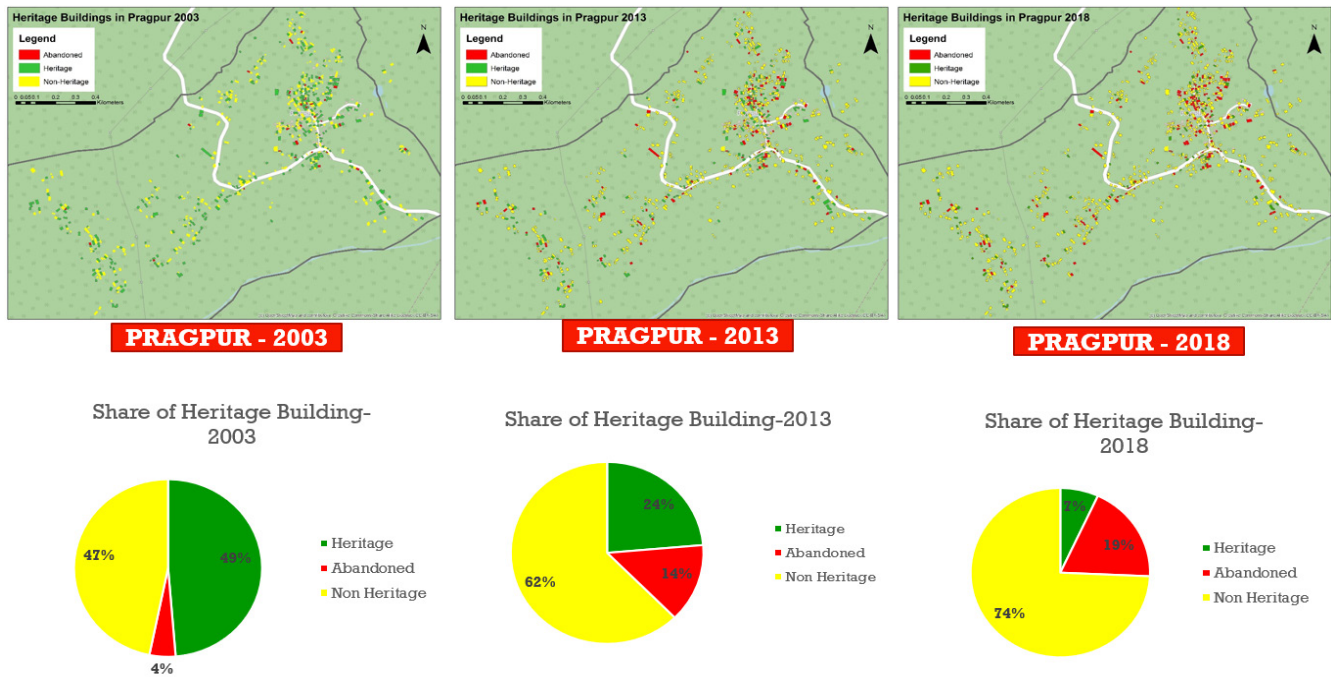 Heritage Buildings in Pragpur 2003
N
Legend
Abandoned
Heritage
Non-Heritage
Kilometers
Heritage Buildings in Pragpur 2013
N
Legend
Abandoned
Heritage
Non-Heritage
Kilometers
Heritage Buildings in Pragpur 2018
N
Legend
Abandoned
Heritage
Non-Heritage
Kilometers
PRAGPUR - 2003
PRAGPUR - 2013
PRAGPUR - 2018
Share of Heritage Building-
2003
47%
49%
4%
Heritage
Abandoned
Non Heritage
Share of Heritage Building-2013
24%
14%
62%
Heritage
Abandoned
Non Heritage
Share of Heritage Building-
2018
7%
19%
74%
Heritage
Abandoned
Non Heritage